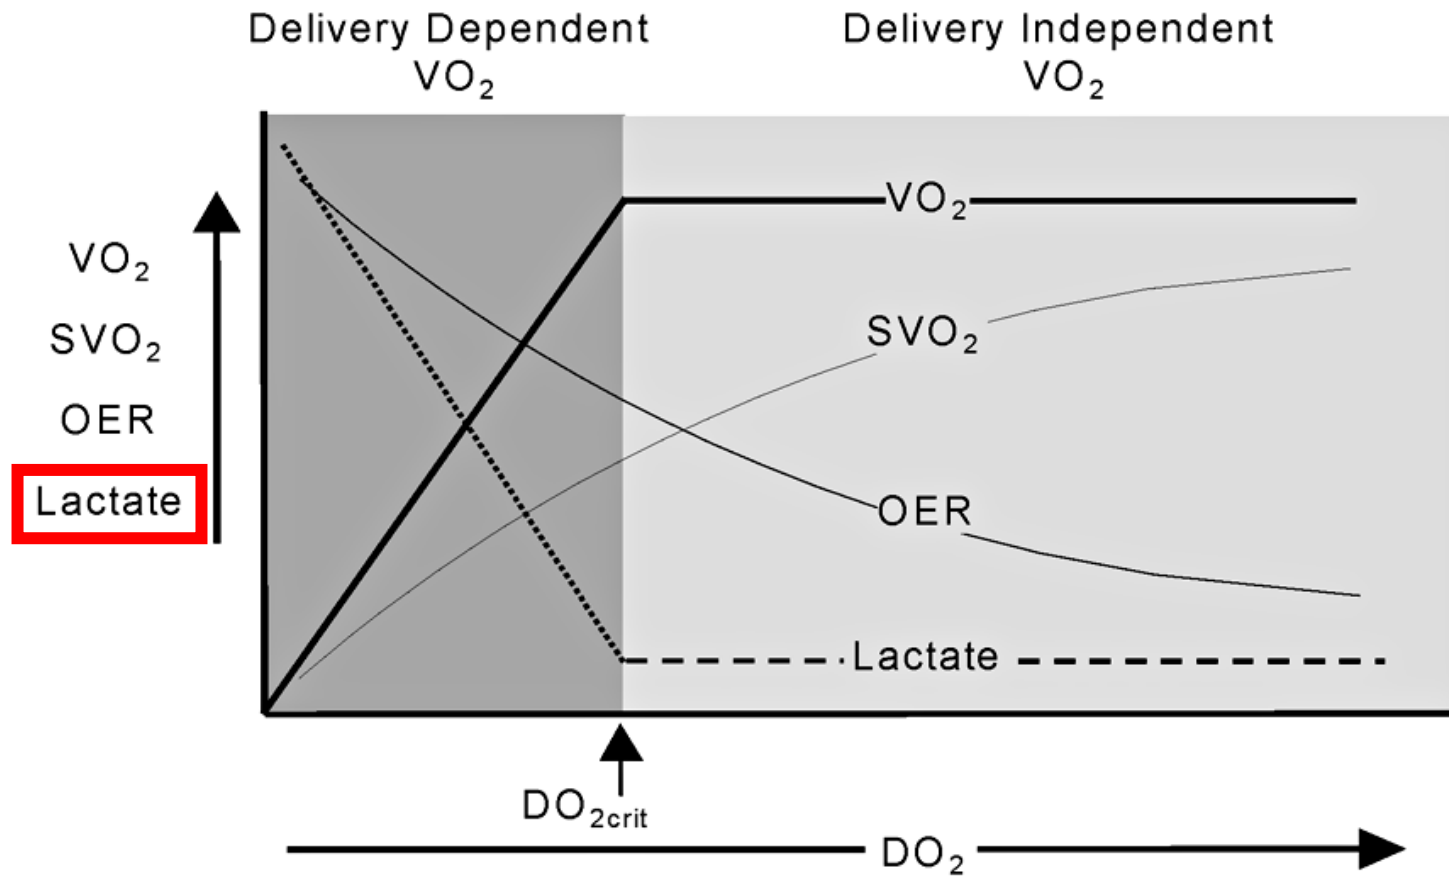 Delivery Dependent
VO₂
Delivery Independent
VO₂
VO₂
SVO₂
OER
Lactate
VO₂
SVO₂
OER
Lactate
DO₂crit
DO₂